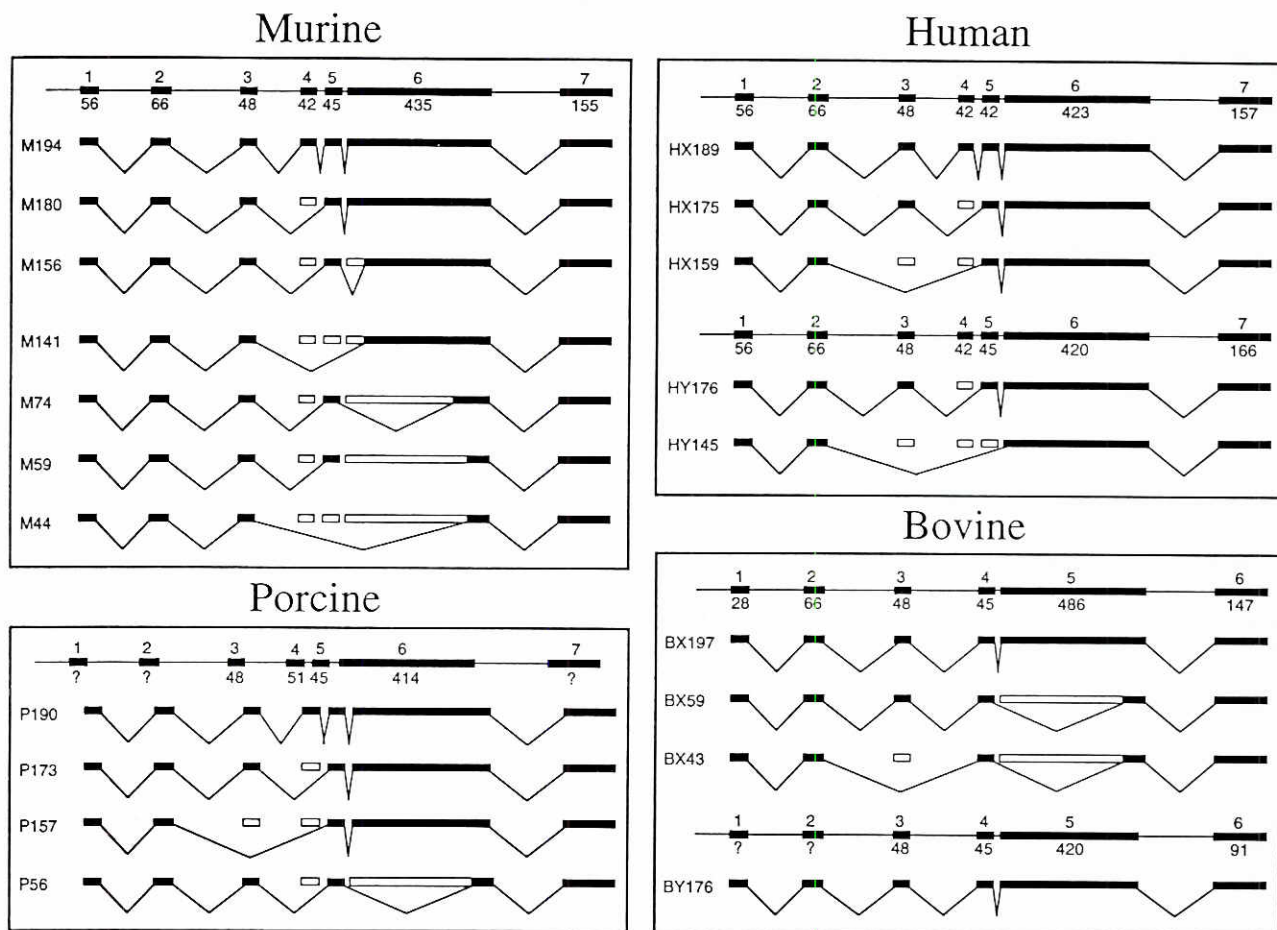 Murine
1 2 3 4 5 6 7
56 66 48 42 45 435 155
M194
M180
M156
M141
M74
M59
M44
Porcine
1 2 3 4 5 6 7
? ? 48 51 45 414 ?
P190
P173
P157
P56
Human
1 2 3 4 5 6 7
56 66 48 42 42 423 157
HX189
HX175
HX159
1 2 3 4 5 6 7
56 66 48 42 45 420 166
HY176
HY145
Bovine
1 2 3 4 5 6
28 66 48 45 486 147
BX197
BX59
BX43
1 2 3 4 5 6
? ? 48 45 420 91
BY176